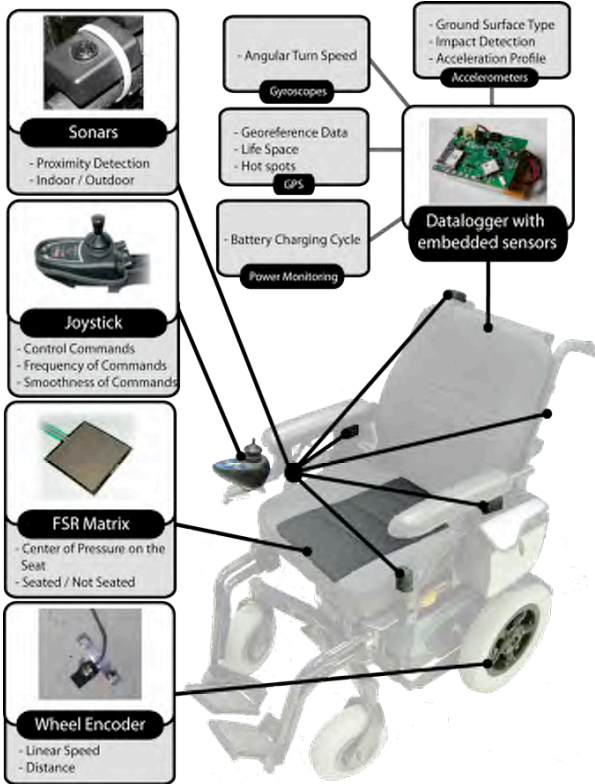 Sonars
- Proximity Detection
- Indoor / Outdoor
Joystick
- Control Commands
- Frequency of Commands
- Smoothness of Commands
FSR Matrix
- Center of Pressure on the
Seat
- Seated / Not Seated
Wheel Encoder
- Linear Speed
- Distance
- Angular Turn Speed
Gyroscopes
- Georeference Data
- Life Space
- Hot spots
GPS
- Battery Charging Cycle
Power Monitoring
- Ground Surface Type
- Impact Detection
- Acceleration Profile
Accelerometers
Datalogger with
embedded sensors